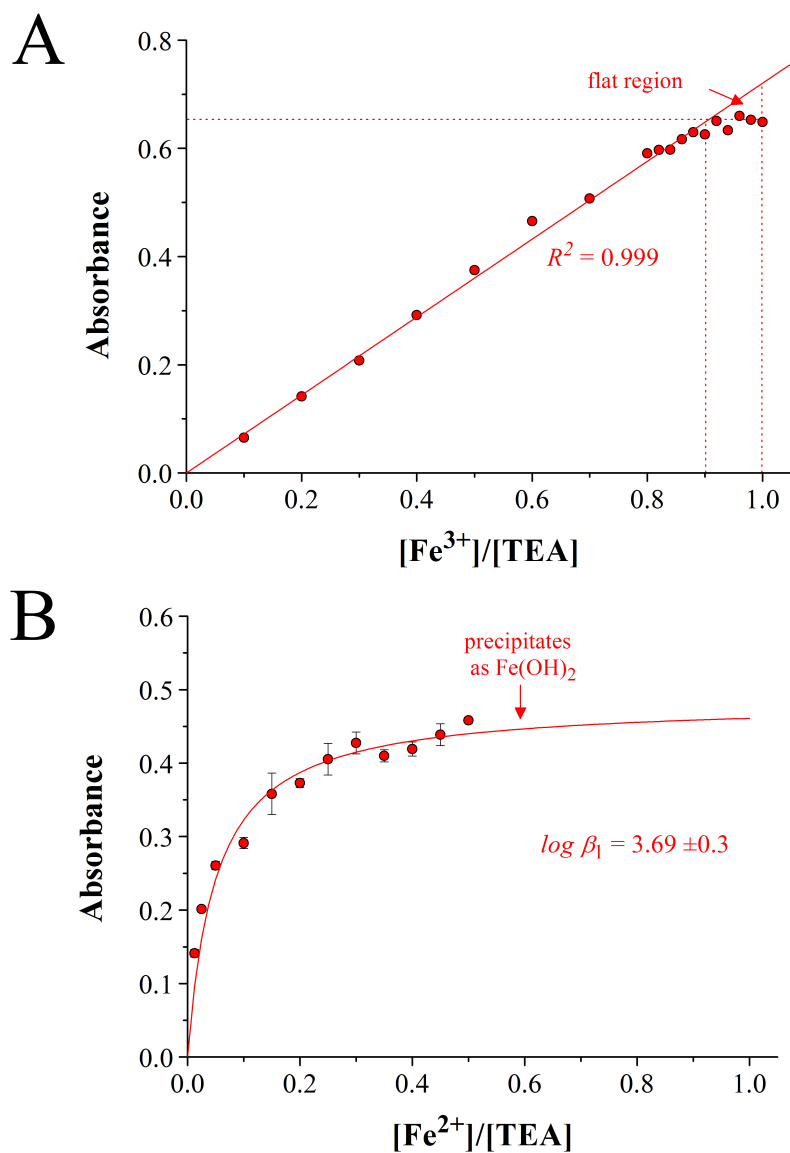 A
0.8
flat region
0.6
R² = 0.999
0.4
0.2
0.0
0.0 0.2 0.4 0.6 0.8 1.0
Absorbance
[Fe³⁺]/[TEA]
B
0.6
precipitates
as Fe(OH)₂
0.5
0.4
log β₁ = 3.69 ±0.3
0.3
0.2
0.1
0.0
0.0 0.2 0.4 0.6 0.8 1.0
Absorbance
[Fe²⁺]/[TEA]